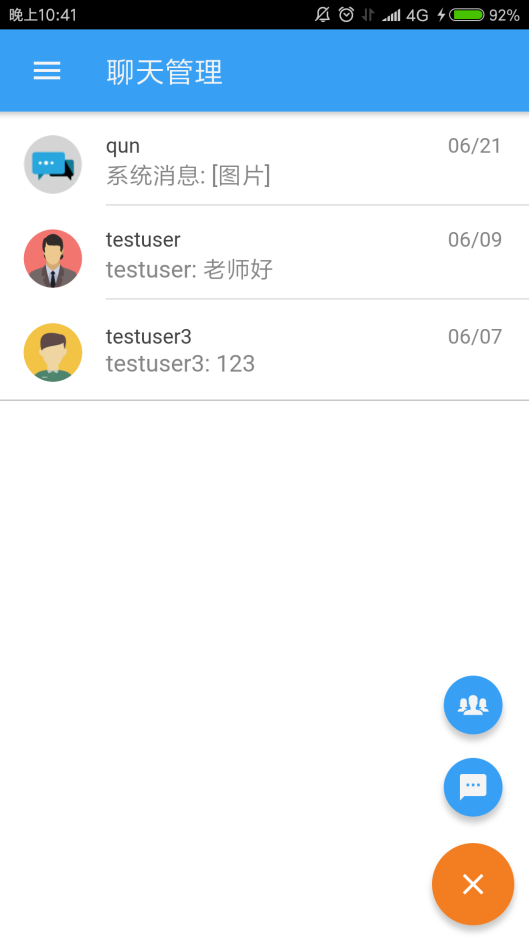 晚上10:41 4G 92%
聊天管理
qun 06/21
系统消息: [图片]
testuser 06/09
testuser: 老师好
testuser3 06/07
testuser3: 123